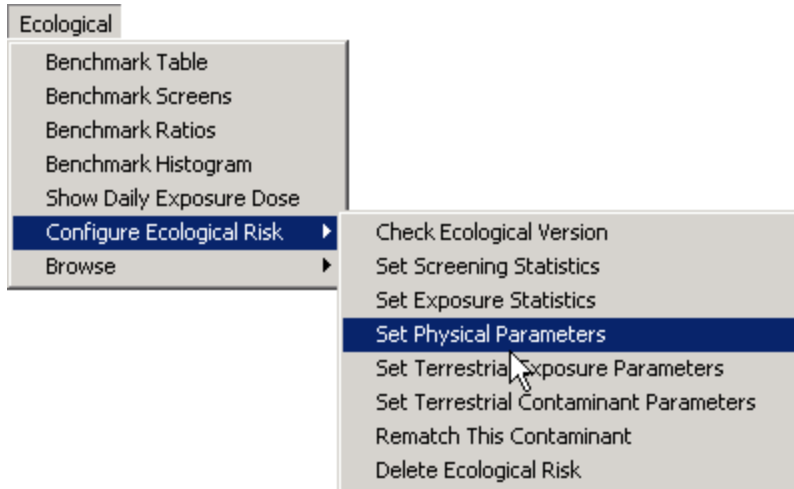 Ecological
Benchmark Table
Benchmark Screens
Benchmark Ratios
Benchmark Histogram
Show Daily Exposure Dose
Configure Ecological Risk
Browse
Check Ecological Version
Set Screening Statistics
Set Exposure Statistics
Set Physical Parameters
Set Terrestrial Exposure Parameters
Set Terrestrial Contaminant Parameters
Rematch This Contaminant
Delete Ecological Risk